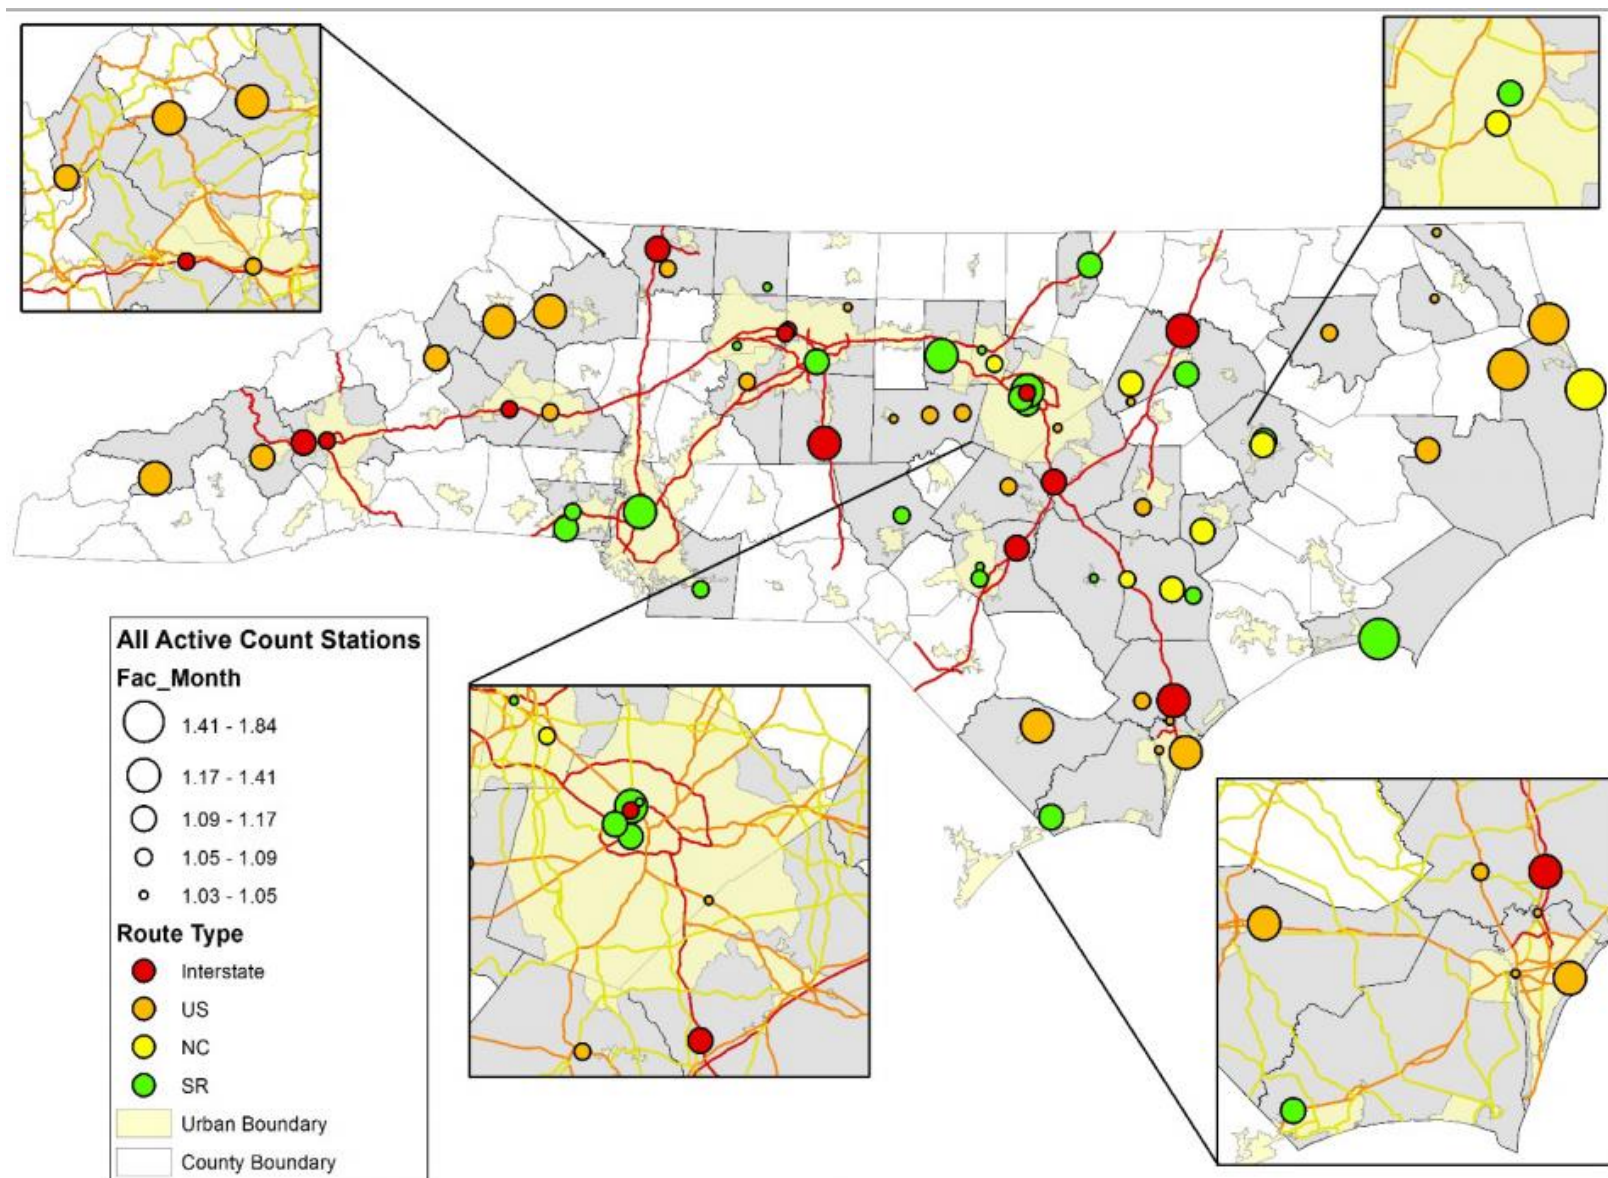 All Active Count Stations
Fac_Month
1.41 - 1.84
1.17 - 1.41
1.09 - 1.17
1.05 - 1.09
1.03 - 1.05
Route Type
Interstate
US
NC
SR
Urban Boundary
County Boundary